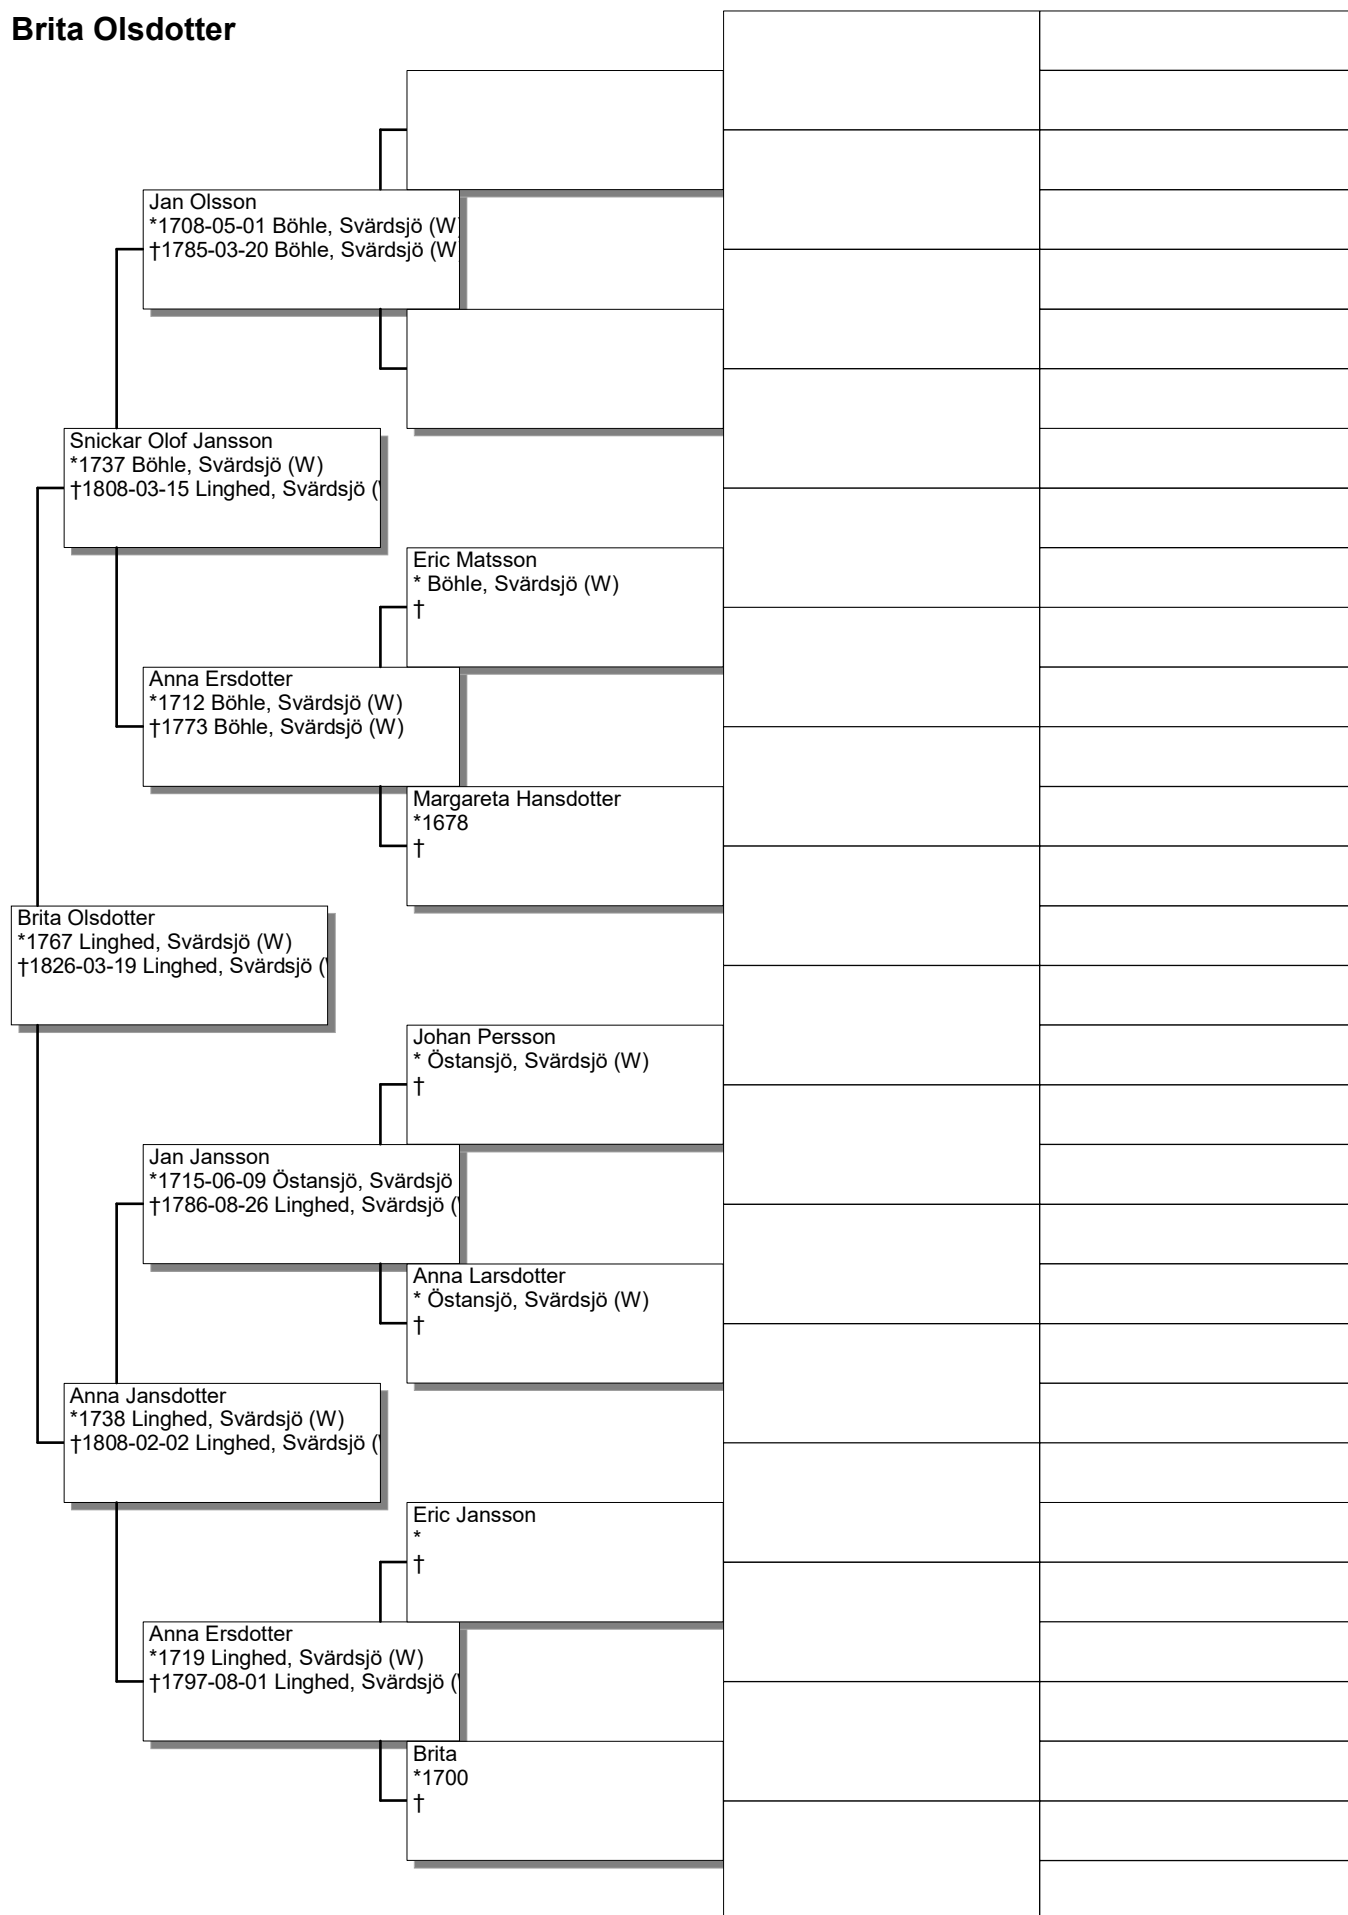 Brita Olsdotter
Jan Olsson
*1708-05-01 Böhle, Svärdsjö (W)
†1785-03-20 Böhle, Svärdsjö (W
Snickar Olof Jansson
*1737 Böhle, Svärdsjö (W)
†1808-03-15 Linghed, Svärdsjö (
Eric Matsson
* Böhle, Svärdsjö (W)
†
Anna Ersdotter
*1712 Böhle, Svärdsjö (W)
†1773 Böhle, Svärdsjö (W)
Margareta Hansdotter
*1678
†
Brita Olsdotter
*1767 Linghed, Svärdsjö (W)
†1826-03-19 Linghed, Svärdsjö (
Johan Persson
* Östansjö, Svärdsjö (W)
†
Jan Jansson
*1715-06-09 Östansjö, Svärdsjö
†1786-08-26 Linghed, Svärdsjö (
Anna Larsdotter
* Östansjö, Svärdsjö (W)
†
Anna Jansdotter
*1738 Linghed, Svärdsjö (W)
†1808-02-02 Linghed, Svärdsjö (
Eric Jansson
*
†
Anna Ersdotter
*1719 Linghed, Svärdsjö (W)
†1797-08-01 Linghed, Svärdsjö (
Brita
*1700
†